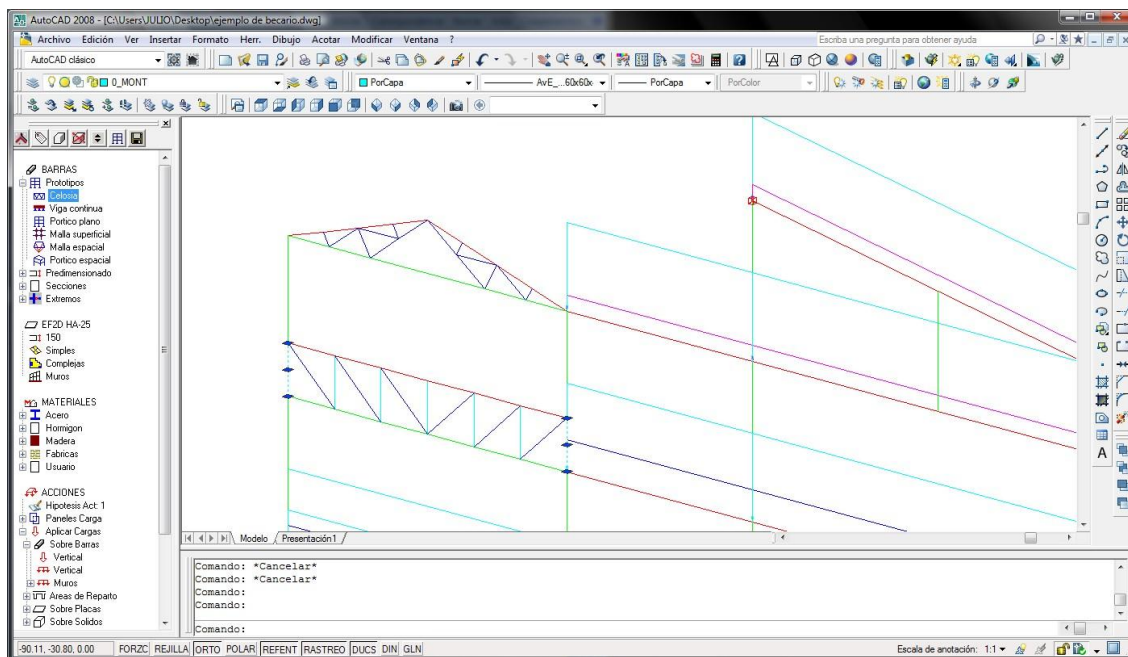 AutoCAD 2008 - [C:\Users\JULIO\Desktop\ejemplo de becario.dwg]
Archivo Edición Ver Insertar Formato Herr. Dibujo Acotar Modificar Ventana ?
Escriba una pregunta para obtener ayuda
AutoCAD clásico
0_MONT
PorCapa
AvE_...60x60x
PorCapa
PorColor
BARRAS
Prototipos
Celosia
Viga continua
Portico plano
Malla superficial
Malla espacial
Portico espacial
Predimensionado
Secciones
Extremos
EF2D HA-25
150
Simples
Complejas
Muros
MATERIALES
Acero
Hormigon
Madera
Fabricas
Usuario
ACCIONES
Hipotesis Act: 1
Paneles Carga
Aplicar Cargas
Sobre Barras
Vertical
Vertical
Muros
Areas de Reparto
Sobre Placas
Sobre Solidos
Modelo Presentación1
Comando: *Cancelar*
Comando: *Cancelar*
Comando:
Comando:
Comando:
-90.11, -30.80, 0.00 FORZC REJILLA ORTO POLAR REFENT RASTREO DUCS DIN GLN Escala de anotación: 1:1